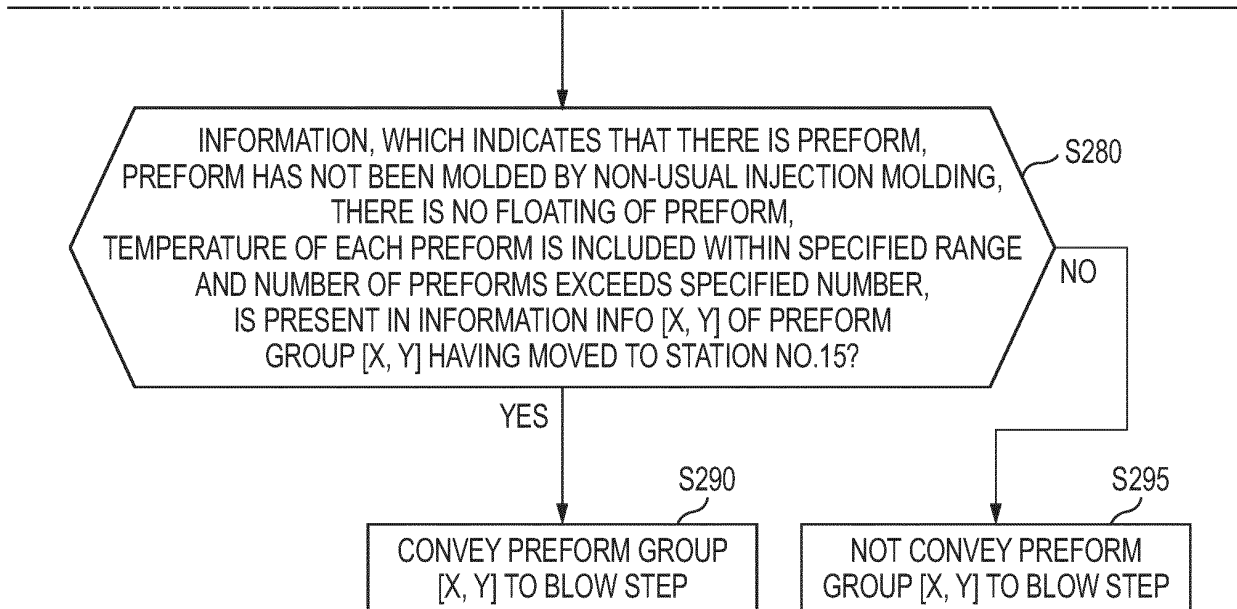 INFORMATION, WHICH INDICATES THAT THERE IS PREFORM,
PREFORM HAS NOT BEEN MOLDED BY NON-USUAL INJECTION MOLDING,
THERE IS NO FLOATING OF PREFORM,
TEMPERATURE OF EACH PREFORM IS INCLUDED WITHIN SPECIFIED RANGE
AND NUMBER OF PREFORMS EXCEEDS SPECIFIED NUMBER,
IS PRESENT IN INFORMATION INFO [X, Y] OF PREFORM
GROUP [X, Y] HAVING MOVED TO STATION NO.15?
S280
NO
YES
S290
CONVEY PREFORM GROUP
[X, Y] TO BLOW STEP
S295
NOT CONVEY PREFORM
GROUP [X, Y] TO BLOW STEP